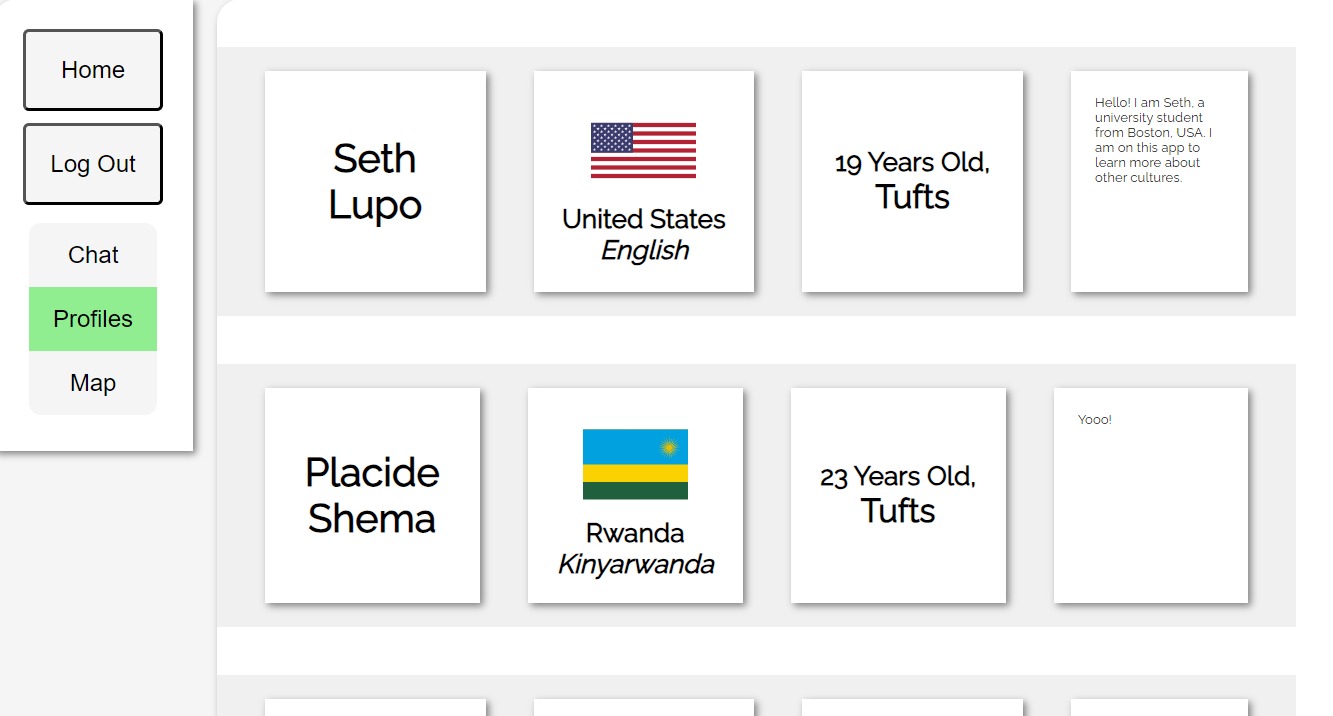 Home
Log Out
Chat
Profiles
Map
Seth
Lupo
United States
English
19 Years Old,
Tufts
Hello! I am Seth, a
university student
from Boston, USA. I
am on this app to
learn more about
other cultures.
Placide
Shema
Rwanda
Kinyarwanda
23 Years Old,
Tufts
Yooo!